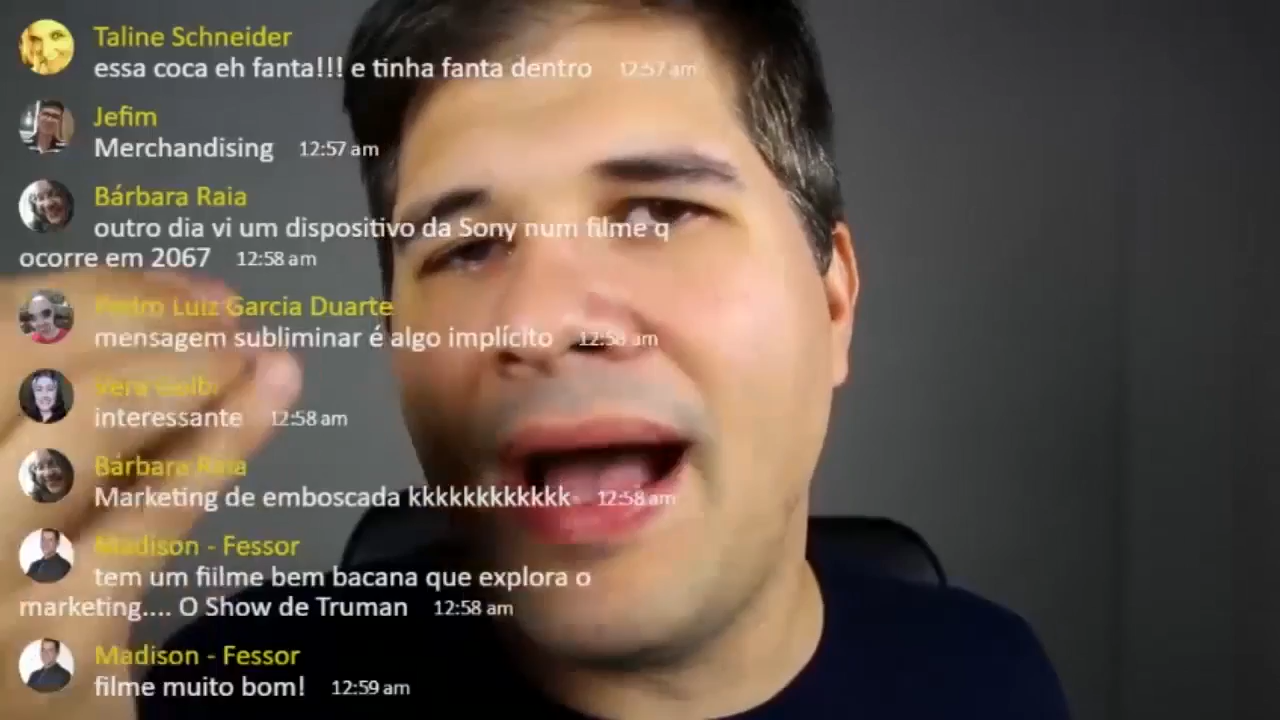 Taline Schneider
essa coca eh fanta!!! e tinha fanta dentro 12:57 am
Jefim
Merchandising 12:57 am
Bárbara Raia
outro dia vi um dispositivo da Sony num filme q
ocorre em 2067 12:58 am
Pedro Luiz Garcia Duarte
mensagem subliminar é algo implícito 12:58 am
Vera
interessante 12:58 am
Bárbara Raia
Marketing de emboscada kkkkkkkkkkkk 12:58 am
Madison - Fessor
tem um fiilme bem bacana que explora o
marketing.... O Show de Truman 12:58 am
Madison - Fessor
filme muito bom! 12:59 am